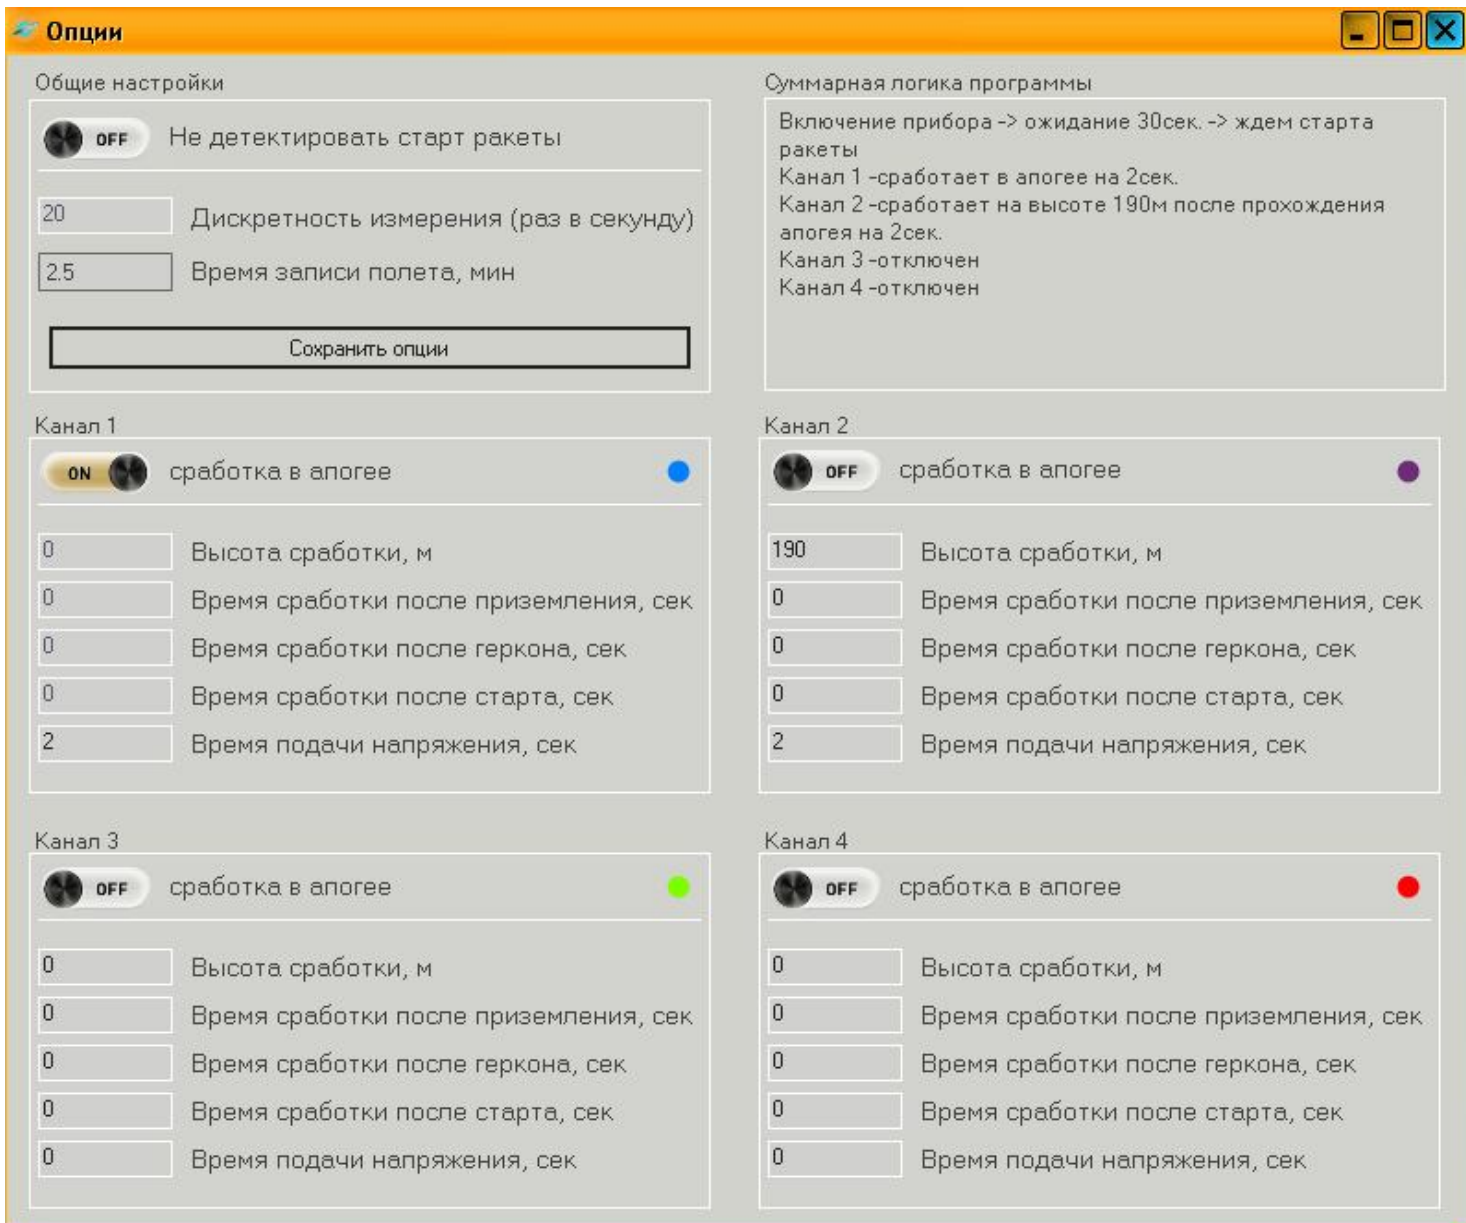 Опции
Общие настройки
OFF Не детектировать старт ракеты
20 Дискретность измерения (раз в секунду)
2.5 Время записи полета, мин
Сохранить опции
Суммарная логика программы
Включение прибора -> ожидание 30сек. -> ждем старта
ракеты
Канал 1 -сработает в апогее на 2сек.
Канал 2 -сработает на высоте 190м после прохождения
апогея на 2сек.
Канал 3 -отключен
Канал 4 -отключен
Канал 1
ON сработка в апогее
0 Высота сработки, м
0 Время сработки после приземления, сек
0 Время сработки после геркона, сек
0 Время сработки после старта, сек
2 Время подачи напряжения, сек
Канал 2
OFF сработка в апогее
190 Высота сработки, м
0 Время сработки после приземления, сек
0 Время сработки после геркона, сек
0 Время сработки после старта, сек
2 Время подачи напряжения, сек
Канал 3
OFF сработка в апогее
0 Высота сработки, м
0 Время сработки после приземления, сек
0 Время сработки после геркона, сек
0 Время сработки после старта, сек
0 Время подачи напряжения, сек
Канал 4
OFF сработка в апогее
0 Высота сработки, м
0 Время сработки после приземления, сек
0 Время сработки после геркона, сек
0 Время сработки после старта, сек
0 Время подачи напряжения, сек